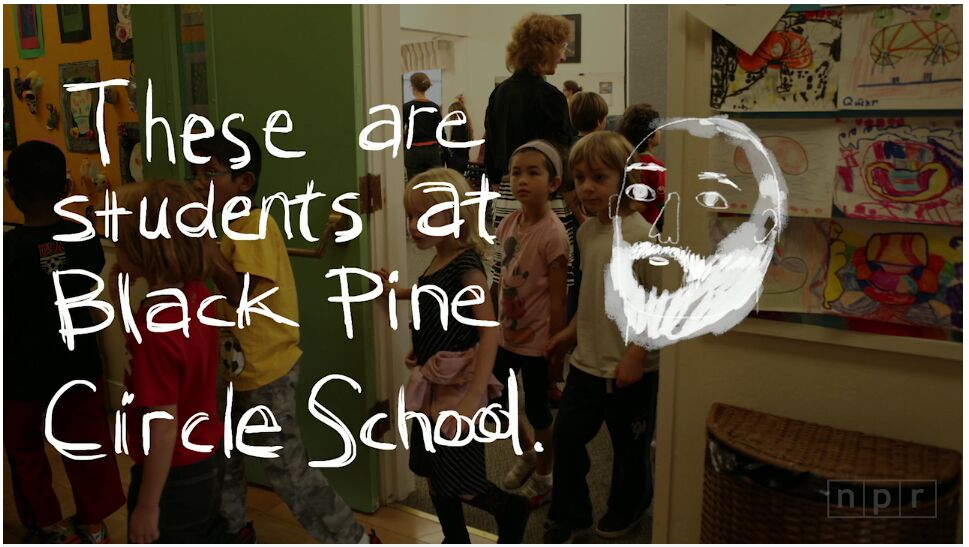 These are
students at
Black Pine
Circle School.
npr